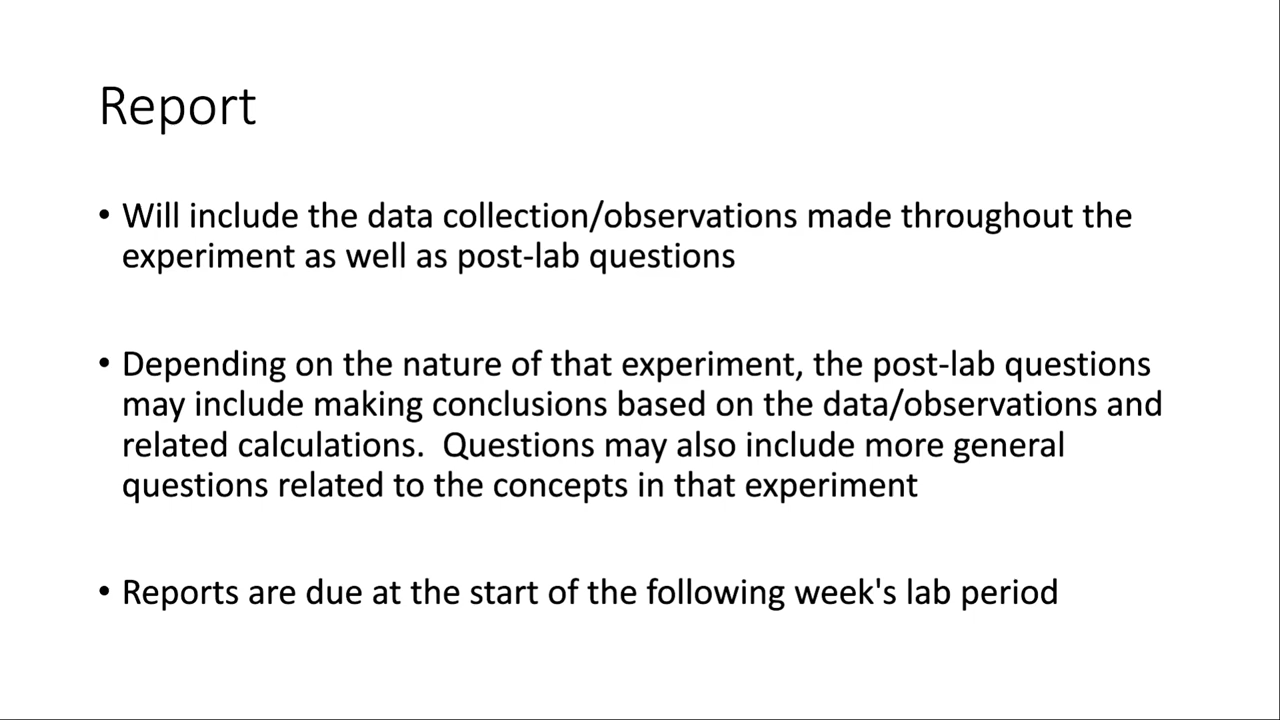 Report
• Will include the data collection/observations made throughout the
experiment as well as post-lab questions
• Depending on the nature of that experiment, the post-lab questions
may include making conclusions based on the data/observations and
related calculations.  Questions may also include more general
questions related to the concepts in that experiment
• Reports are due at the start of the following week's lab period